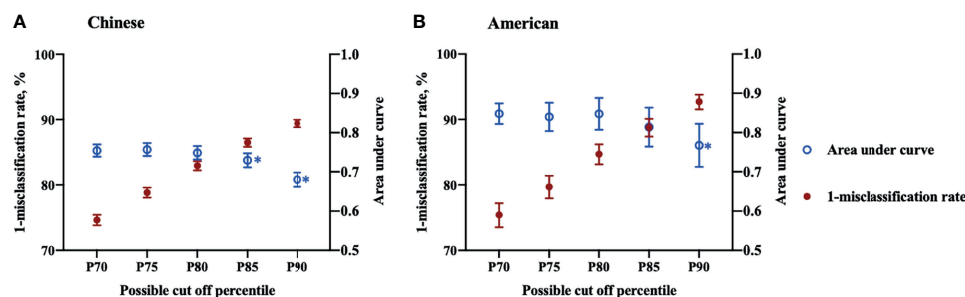 A
Chinese
1-misclassification rate, %
100
90
80
70
1.0
0.9
0.8
0.7
0.6
0.5
Area under curve
*
*
P70 P75 P80 P85 P90
Possible cut off percentile
B
American
1-misclassification rate, %
100
90
80
70
1.0
0.9
0.8
0.7
0.6
0.5
Area under curve
*
P70 P75 P80 P85 P90
Possible cut off percentile
Area under curve
1-misclassification rate